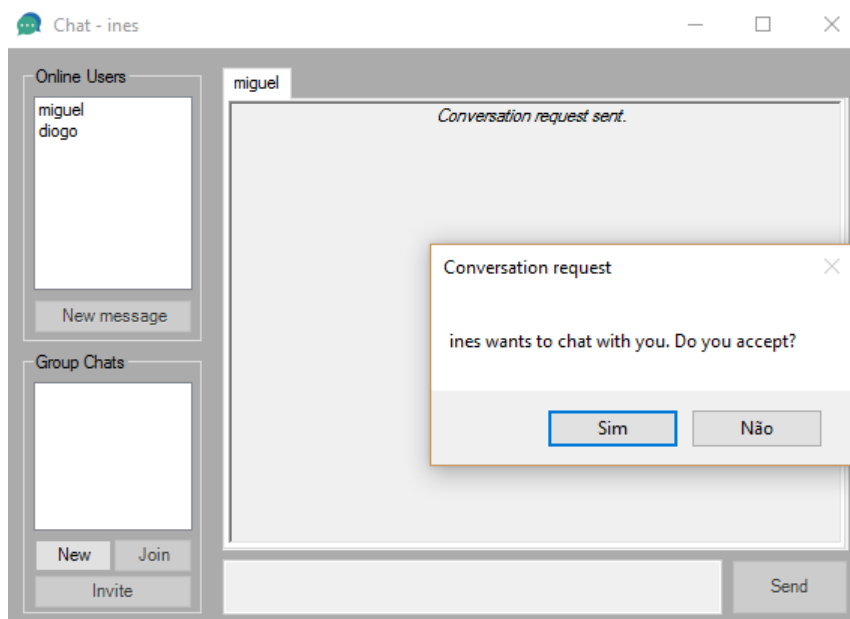 Chat - ines
Online Users
miguel
diogo
New message
Group Chats
New
Join
Invite
miguel
Conversation request sent.
Conversation request
ines wants to chat with you. Do you accept?
Sim
Não
Send